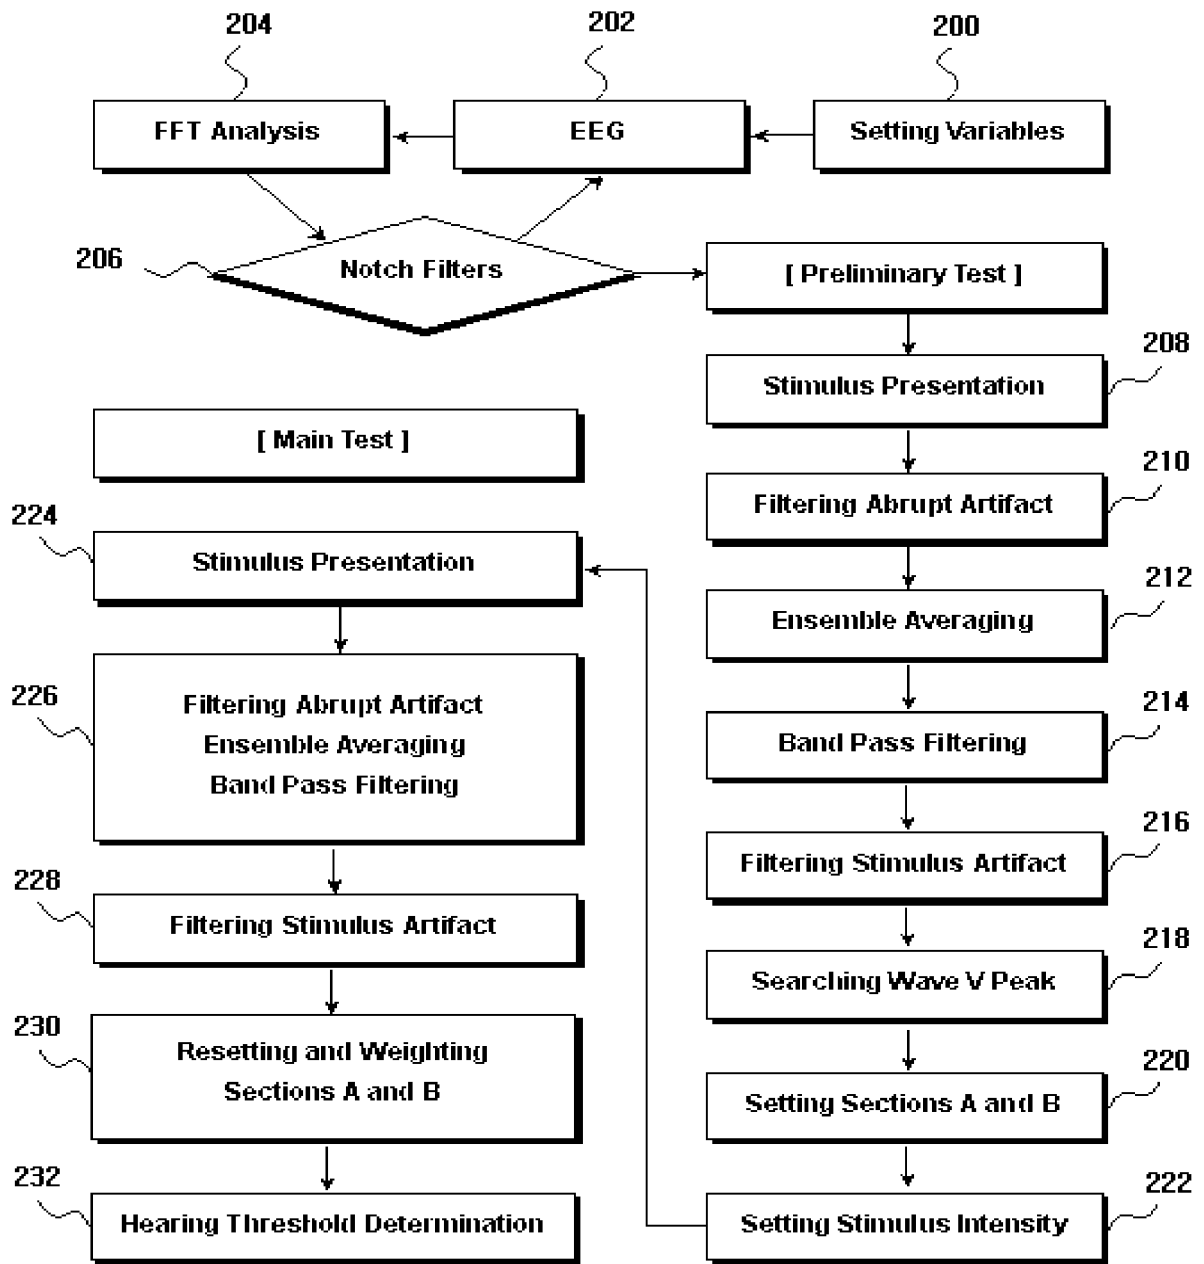 204
202
200
FFT Analysis
EEG
Setting Variables
206
Notch Filters
[ Preliminary Test ]
208
Stimulus Presentation
210
Filtering Abrupt Artifact
212
Ensemble Averaging
214
Band Pass Filtering
216
Filtering Stimulus Artifact
218
Searching Wave V Peak
220
Setting Sections A and B
222
Setting Stimulus Intensity
[ Main Test ]
224
Stimulus Presentation
226
Filtering Abrupt Artifact
Ensemble Averaging
Band Pass Filtering
228
Filtering Stimulus Artifact
230
Resetting and Weighting
Sections A and B
232
Hearing Threshold Determination